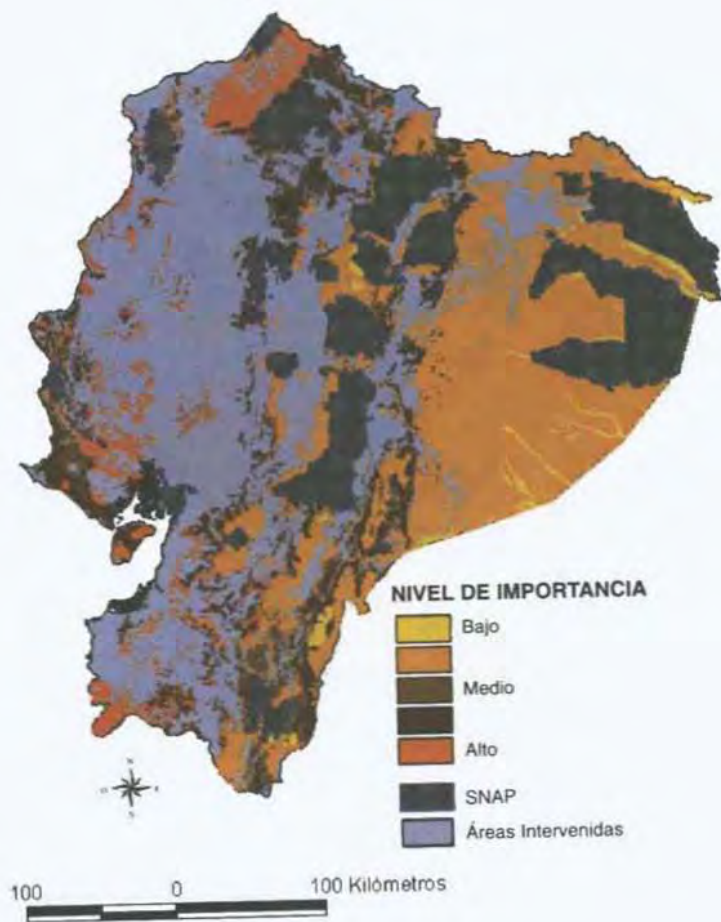 NIVEL DE IMPORTANCIA
Bajo
Medio
Alto
SNAP
Áreas Intervenidas
N
O E
S
100 0 100 Kilómetros